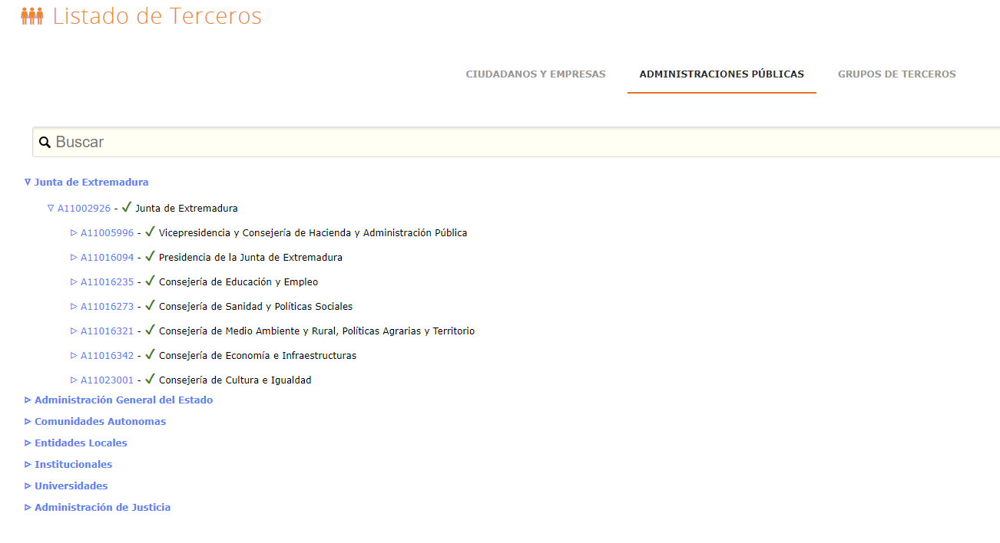 Listado de Terceros
CIUDADANOS Y EMPRESAS ADMINISTRACIONES PÚBLICAS GRUPOS DE TERCEROS
Buscar
Junta de Extremadura
A11002926 - ✓ Junta de Extremadura
A11005996 - ✓ Vicepresidencia y Consejería de Hacienda y Administración Pública
A11016094 - ✓ Presidencia de la Junta de Extremadura
A11016235 - ✓ Consejería de Educación y Empleo
A11016273 - ✓ Consejería de Sanidad y Políticas Sociales
A11016321 - ✓ Consejería de Medio Ambiente y Rural, Políticas Agrarias y Territorio
A11016342 - ✓ Consejería de Economía e Infraestructuras
A11023001 - ✓ Consejería de Cultura e Igualdad
Administración General del Estado
Comunidades Autonomas
Entidades Locales
Institucionales
Universidades
Administración de Justicia